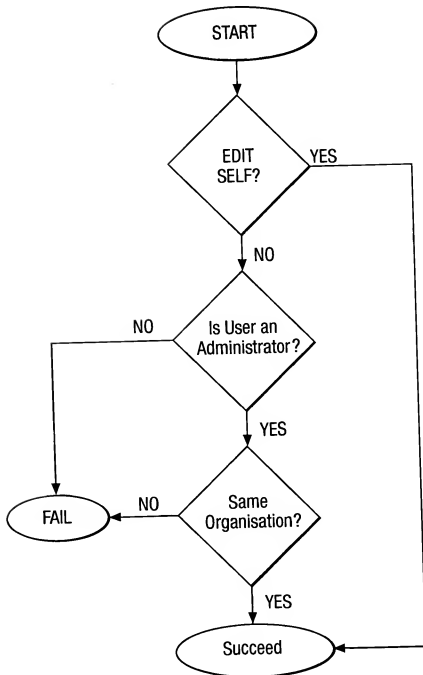 START
EDIT
SELF?
YES
NO
Is User an
Administrator?
NO
YES
Same
Organisation?
NO
FAIL
YES
Succeed